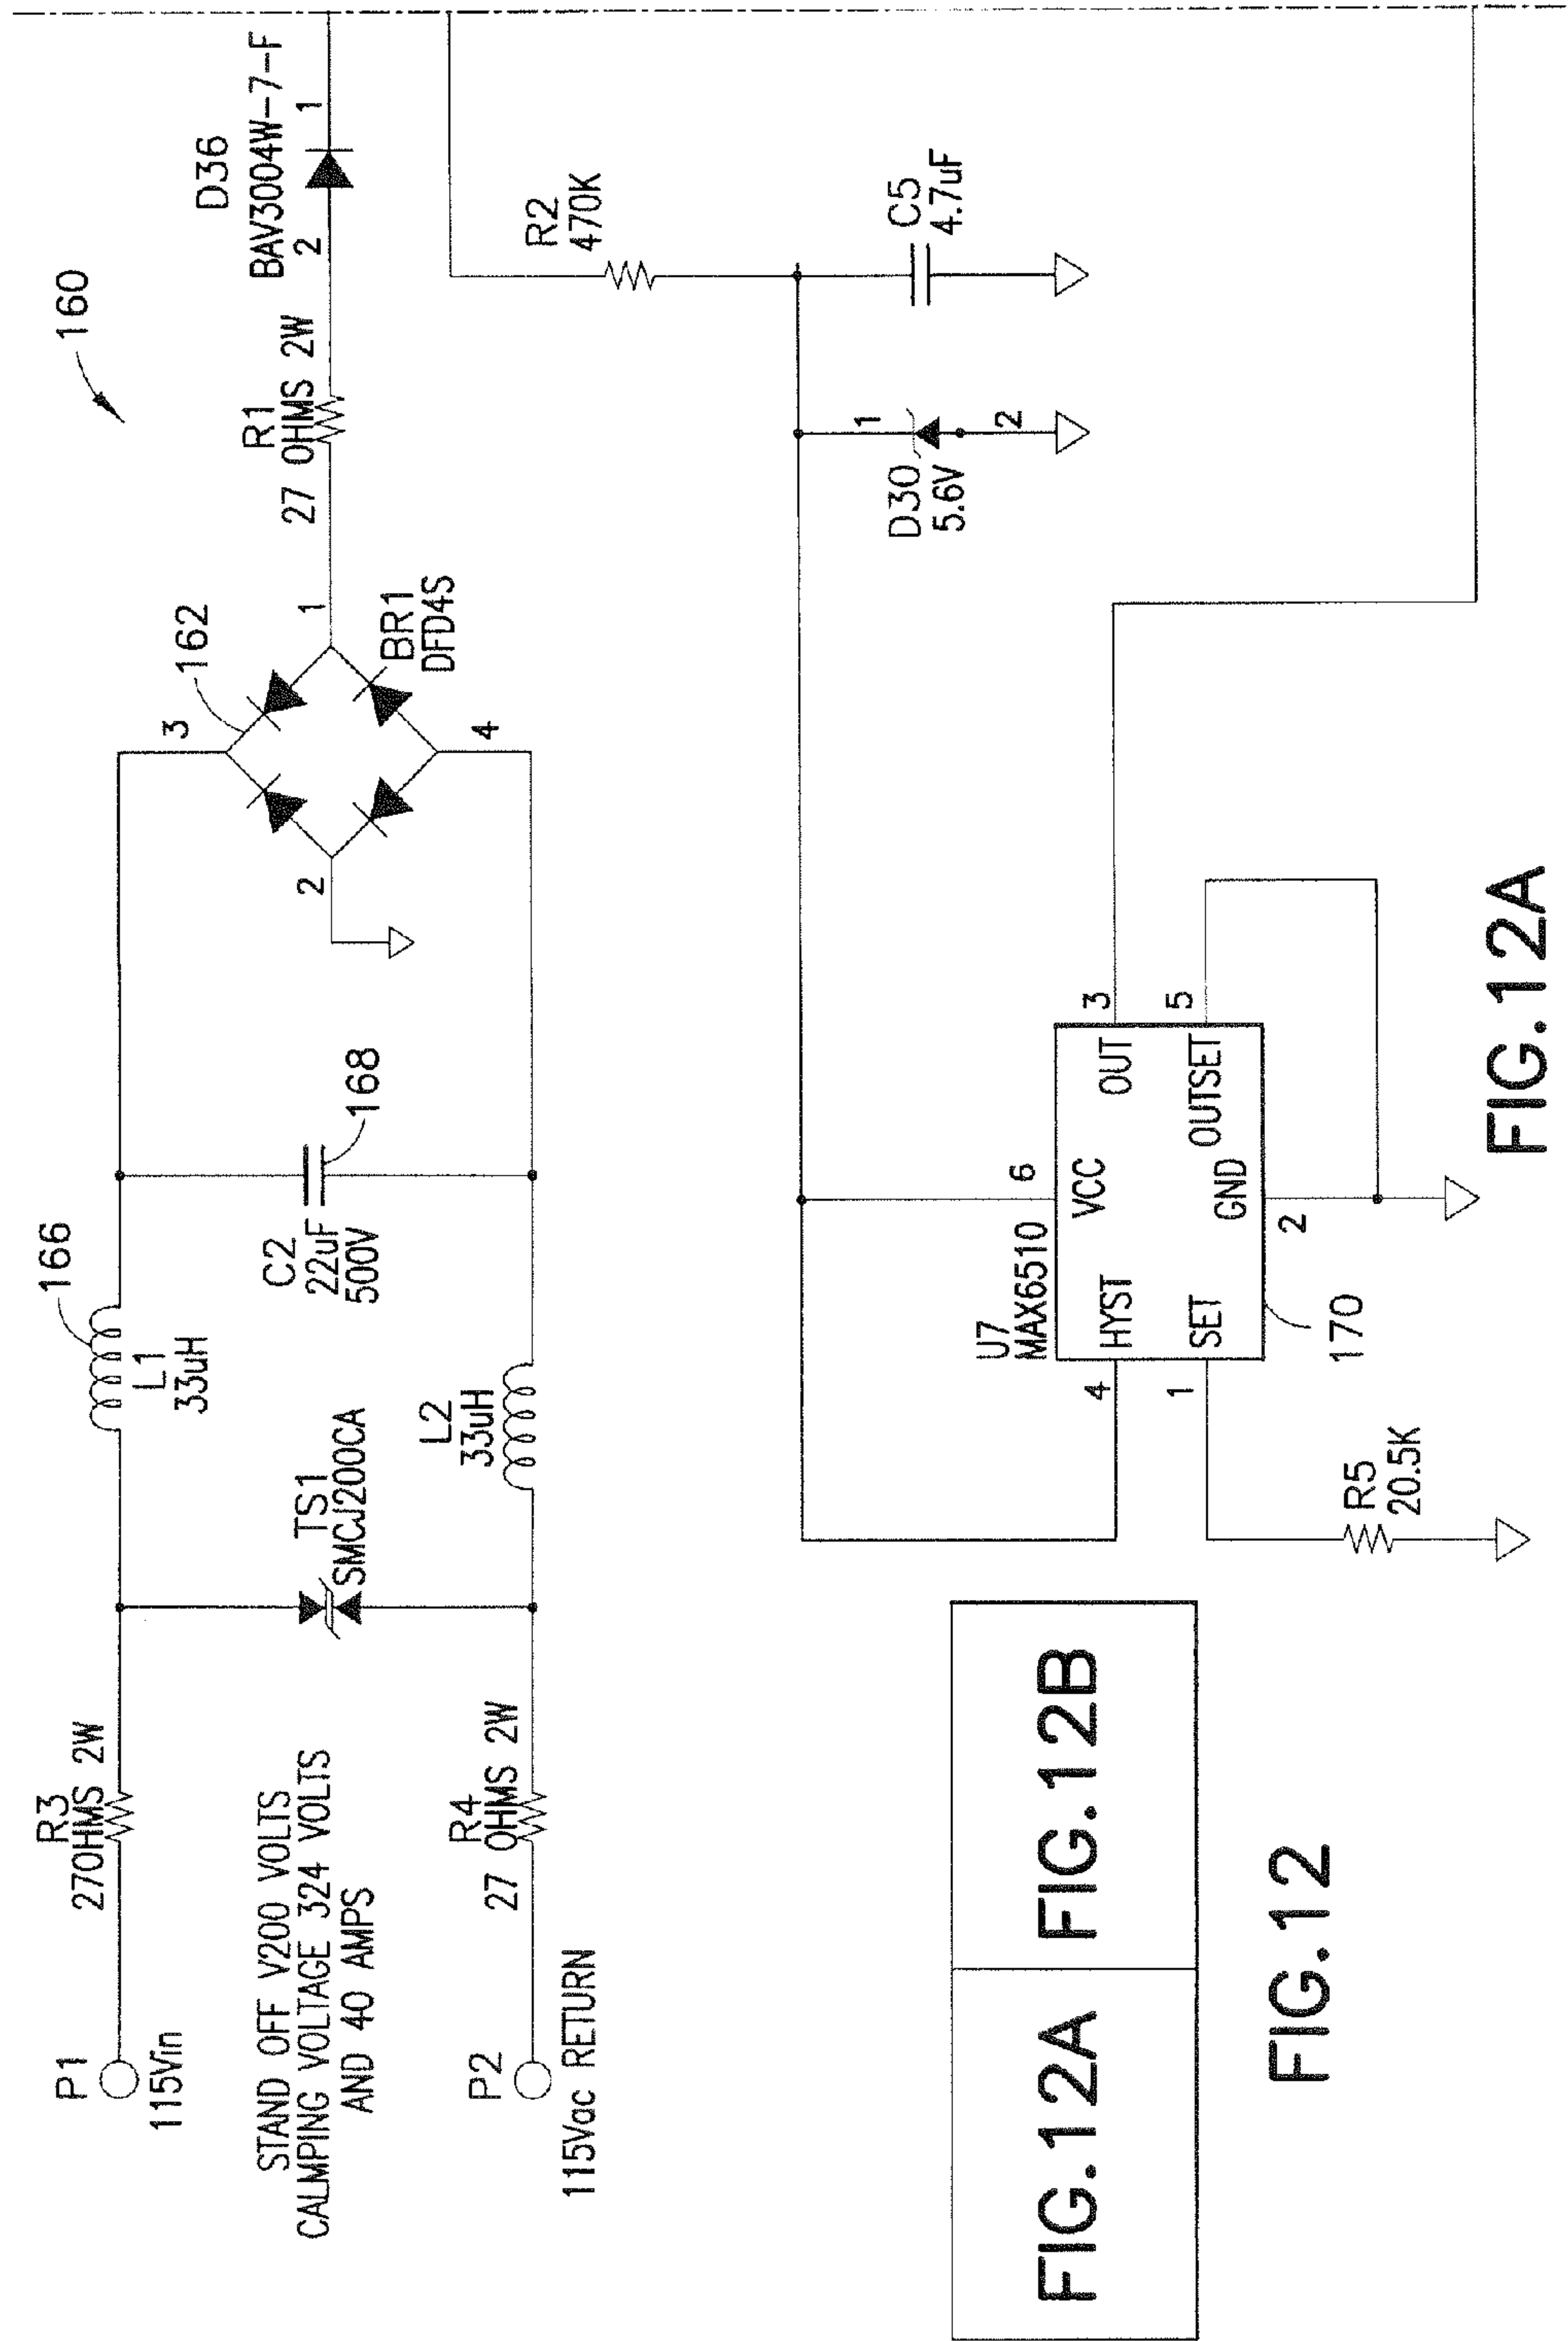 160
P1
115Vin
R3
27OHMS 2W
166
L1
33uH
STAND OFF V200 VOLTS
CALMPING VOLTAGE 324 VOLTS
AND 40 AMPS
TS1
SMCJ200CA
C2
22uF
500V
168
3
162
2
1
4
BR1
DFD4S
R1
27 OHMS 2W
D36
BAV3004W-7-F
2
1
P2
115Vac RETURN
R4
27 OHMS 2W
L2
33uH
R2
470K
D30
5.6V
1
2
C5
4.7uF
U7
MAX6510
6
4
HYST
VCC
OUT
3
1
SET
GND
OUTSET
5
2
170
R5
20.5K
FIG.12A
FIG.12B
FIG.12
FIG.12A